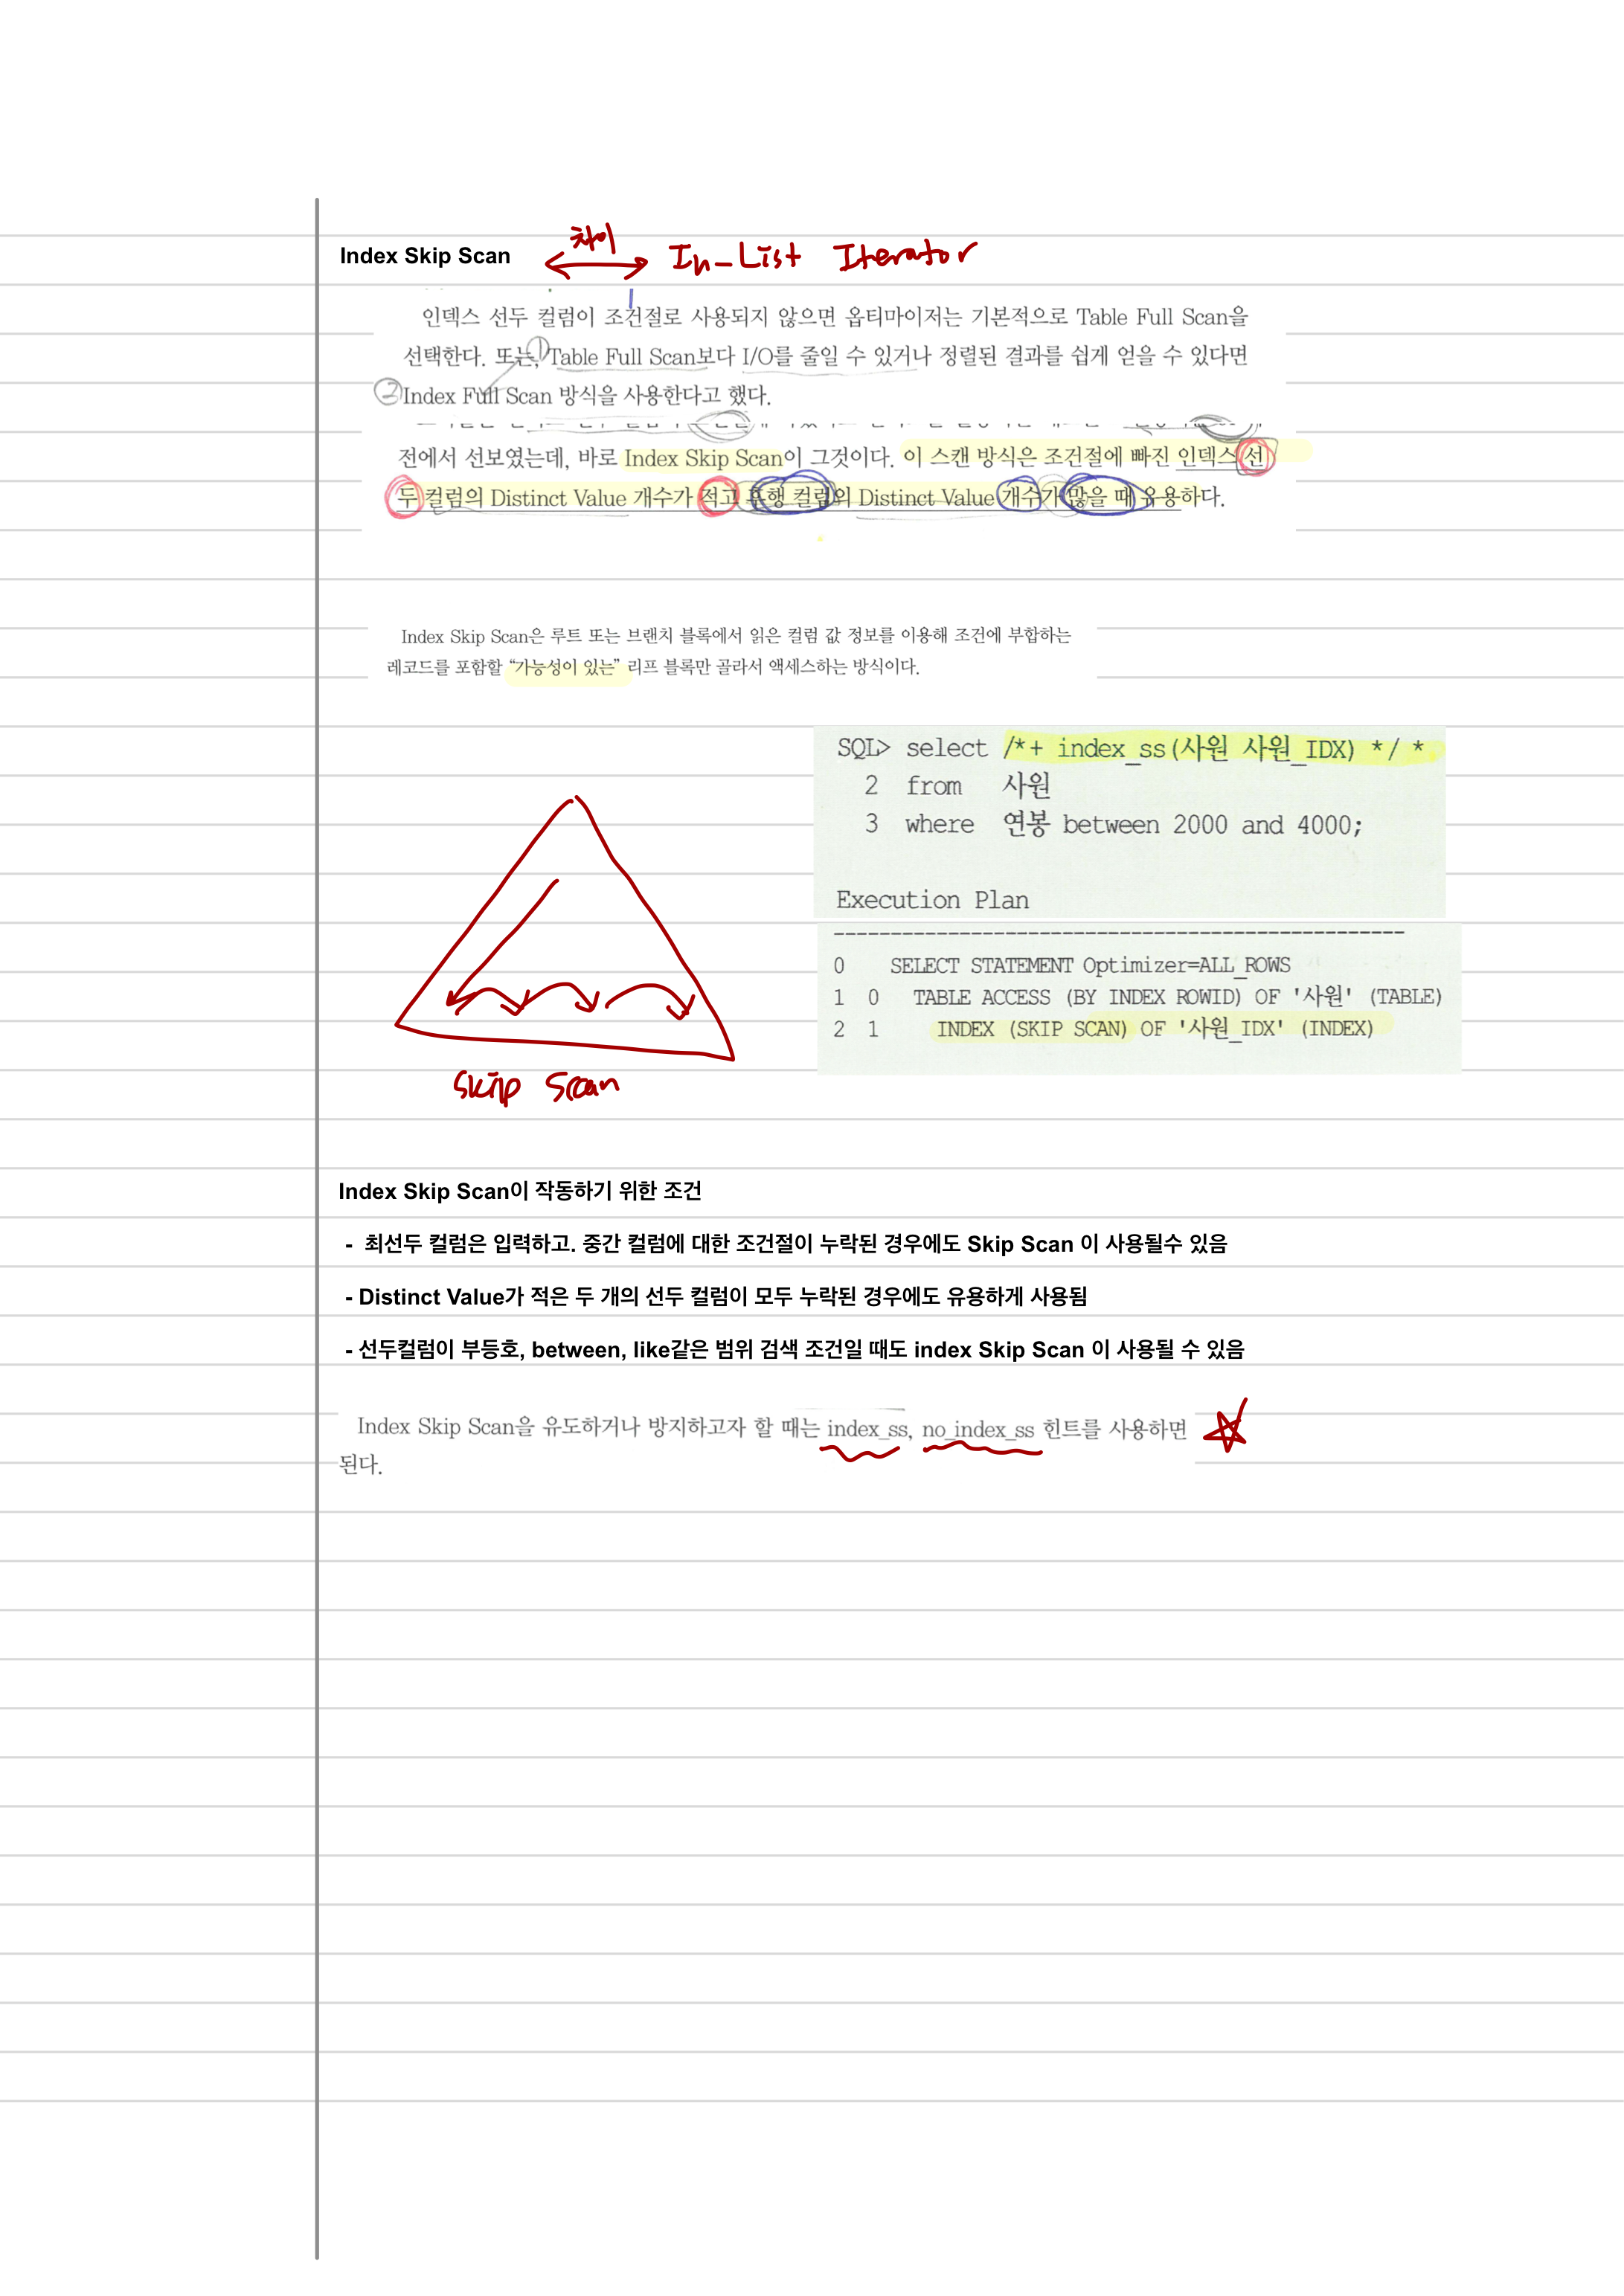 Index Skip Scan 차이 In-List Iterator
인덱스 선두 컬럼이 조건절로 사용되지 않으면 옵티마이저는 기본적으로 Table Full Scan을
선택한다. 또는, ① Table Full Scan보다 I/O를 줄일 수 있거나 정렬된 결과를 쉽게 얻을 수 있다면
② Index Full Scan 방식을 사용한다고 했다.
전에서 선보였는데, 바로 Index Skip Scan이 그것이다. 이 스캔 방식은 조건절에 빠진 인덱스 선
두 컬럼의 Distinct Value 개수가 적고 후행 컬럼의 Distinct Value 개수가 많을 때 유용하다.
Index Skip Scan은 루트 또는 브랜치 블록에서 읽은 컬럼 값 정보를 이용해 조건에 부합하는
레코드를 포함할 “가능성이 있는” 리프 블록만 골라서 액세스하는 방식이다.
SQL> select /*+ index_ss(사원 사원_IDX) */ *
2 from 사원
3 where 연봉 between 2000 and 4000;
Execution Plan
--------------------------------------------------
0 SELECT STATEMENT Optimizer=ALL_ROWS
1 0 TABLE ACCESS (BY INDEX ROWID) OF '사원' (TABLE)
2 1 INDEX (SKIP SCAN) OF '사원_IDX' (INDEX)
Skip Scan
Index Skip Scan이 작동하기 위한 조건
- 최선두 컬럼은 입력하고. 중간 컬럼에 대한 조건절이 누락된 경우에도 Skip Scan 이 사용될수 있음
- Distinct Value가 적은 두 개의 선두 컬럼이 모두 누락된 경우에도 유용하게 사용됨
- 선두컬럼이 부등호, between, like같은 범위 검색 조건일 때도 index Skip Scan 이 사용될 수 있음
Index Skip Scan을 유도하거나 방지하고자 할 때는 index_ss, no_index_ss 힌트를 사용하면
된다.